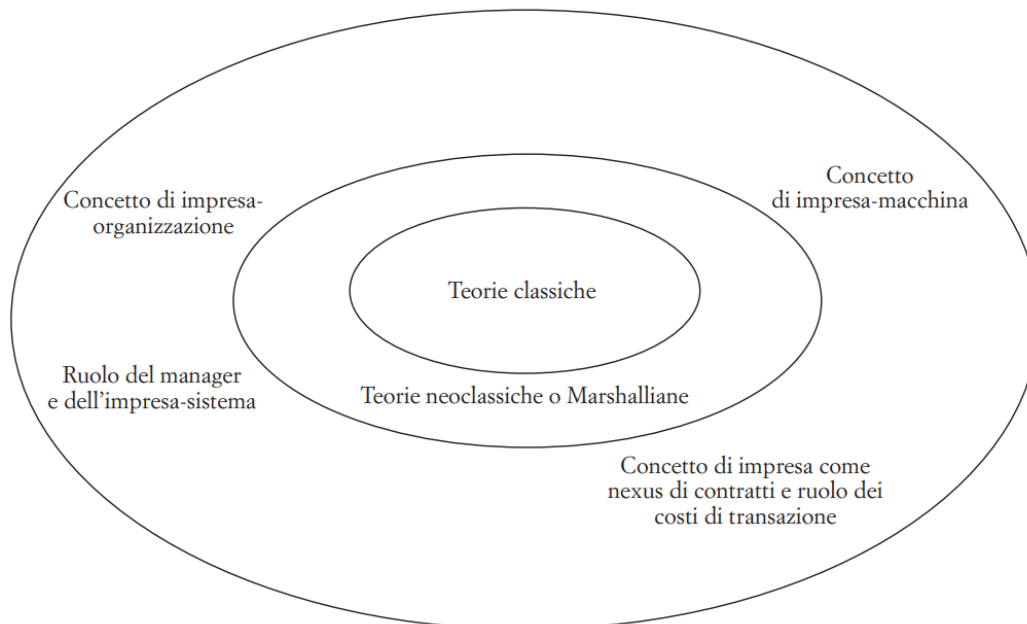 Concetto di impresa-
organizzazione
Concetto
di impresa-macchina
Teorie classiche
Ruolo del manager
e dell'impresa-sistema
Teorie neoclassiche o Marshalliane
Concetto di impresa come
nexus di contratti e ruolo dei
costi di transazione